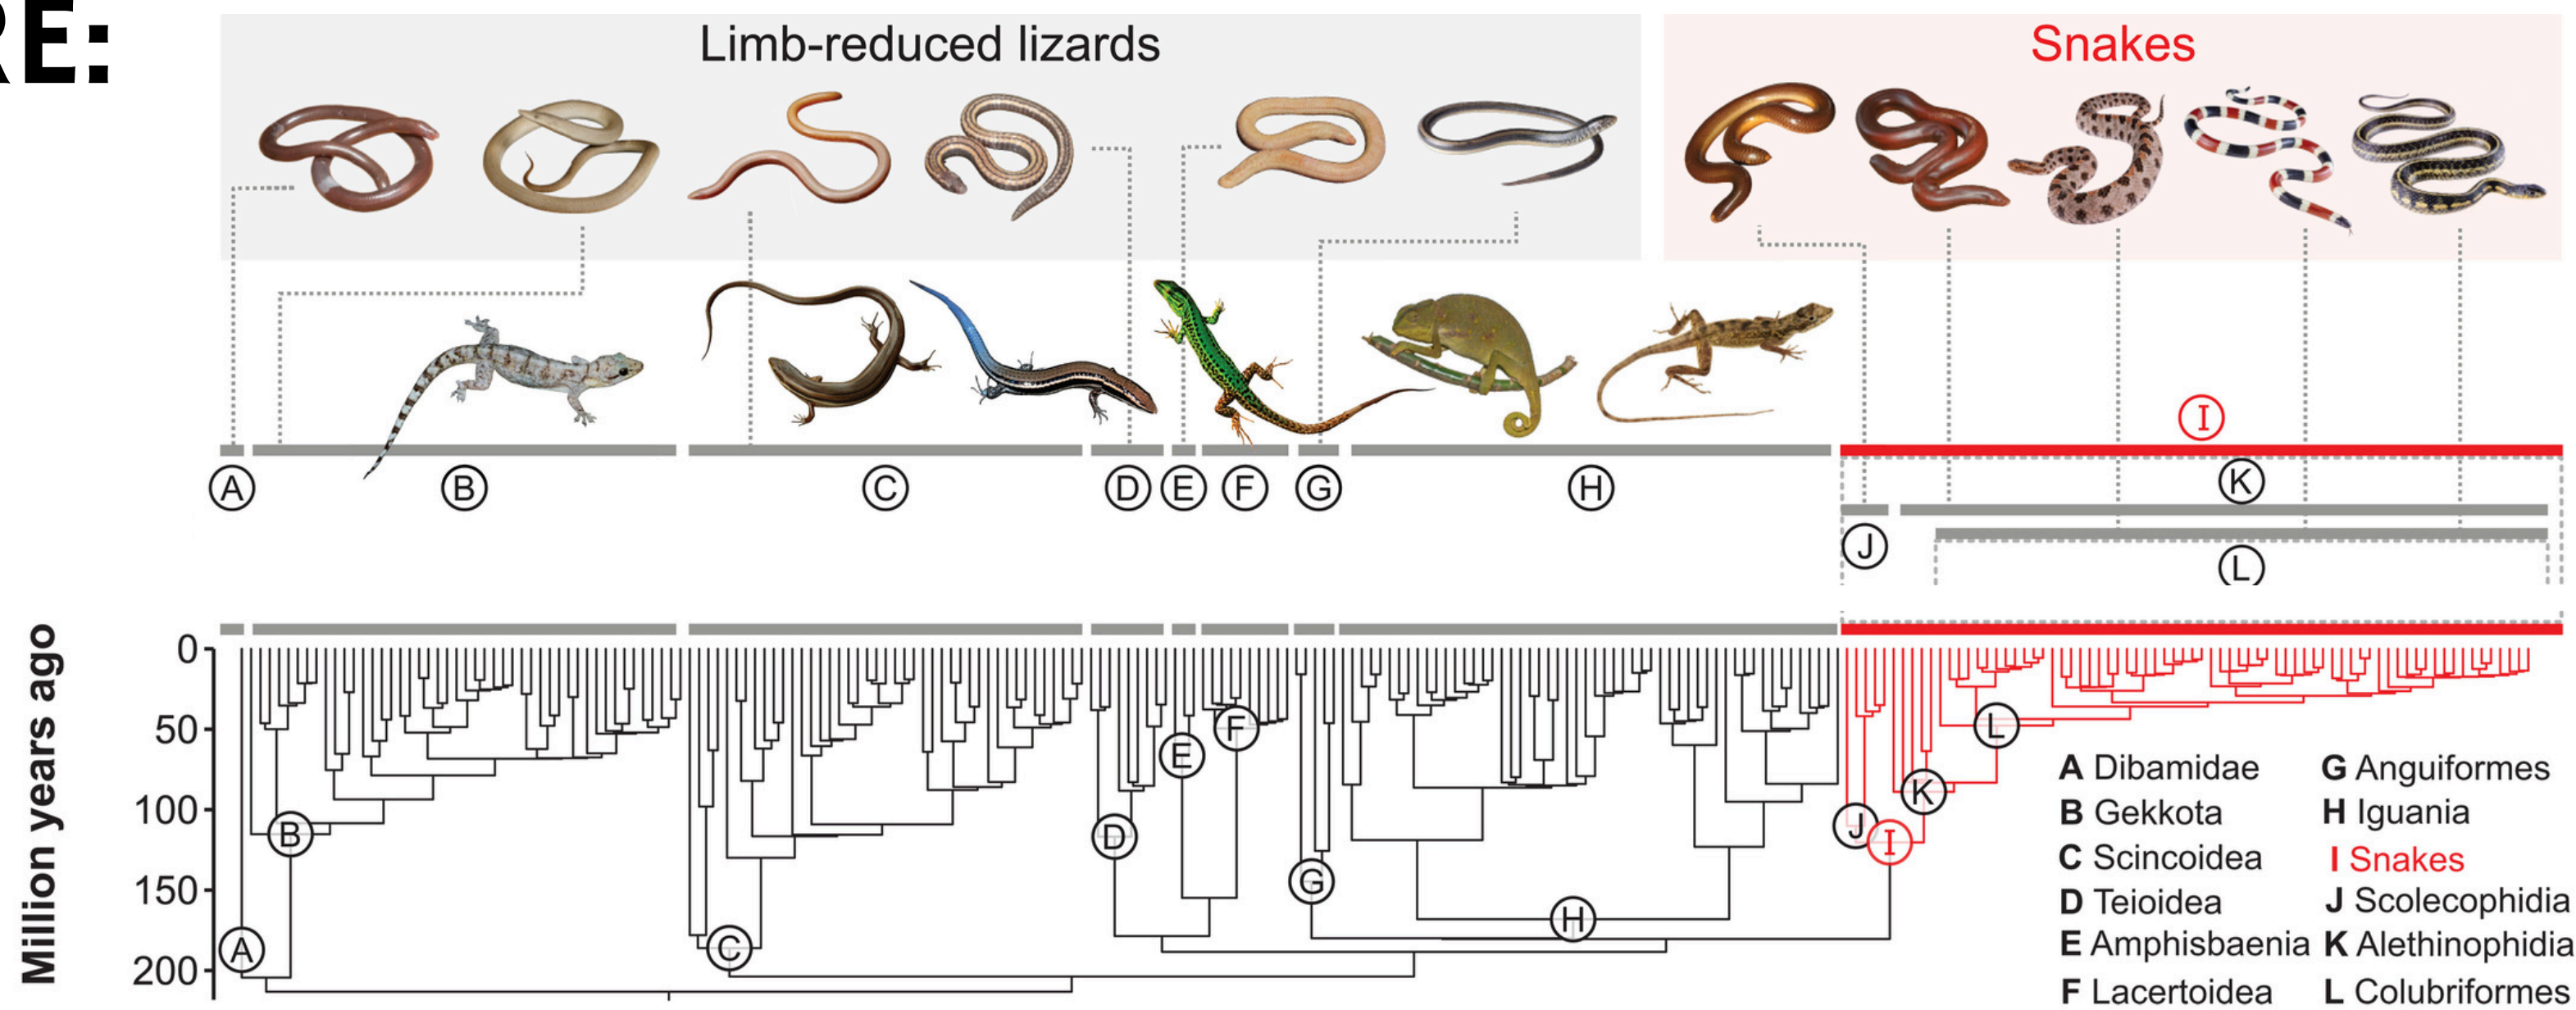 RE:
Limb-reduced lizards
Snakes
I
A B C D E F G H K
J
L
Million years ago
0
50
100
150
200
A B C D E F G H I J K L
A Dibamidae
B Gekkota
C Scincoidea
D Teioidea
E Amphisbaenia
F Lacertoidea
G Anguiformes
H Iguania
I Snakes
J Scolecophidia
K Alethinophidia
L Colubriformes